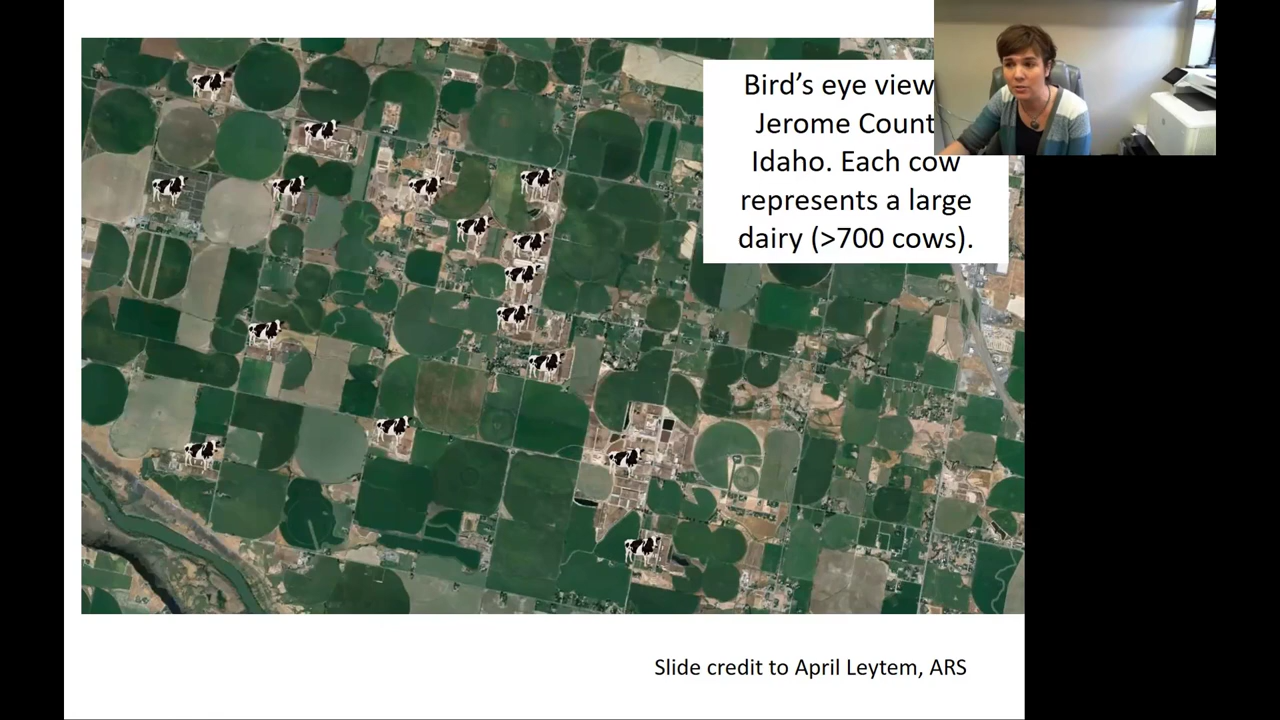 Bird’s eye view
Jerome Count
Idaho. Each cow
represents a large
dairy (>700 cows).
Slide credit to April Leytem, ARS